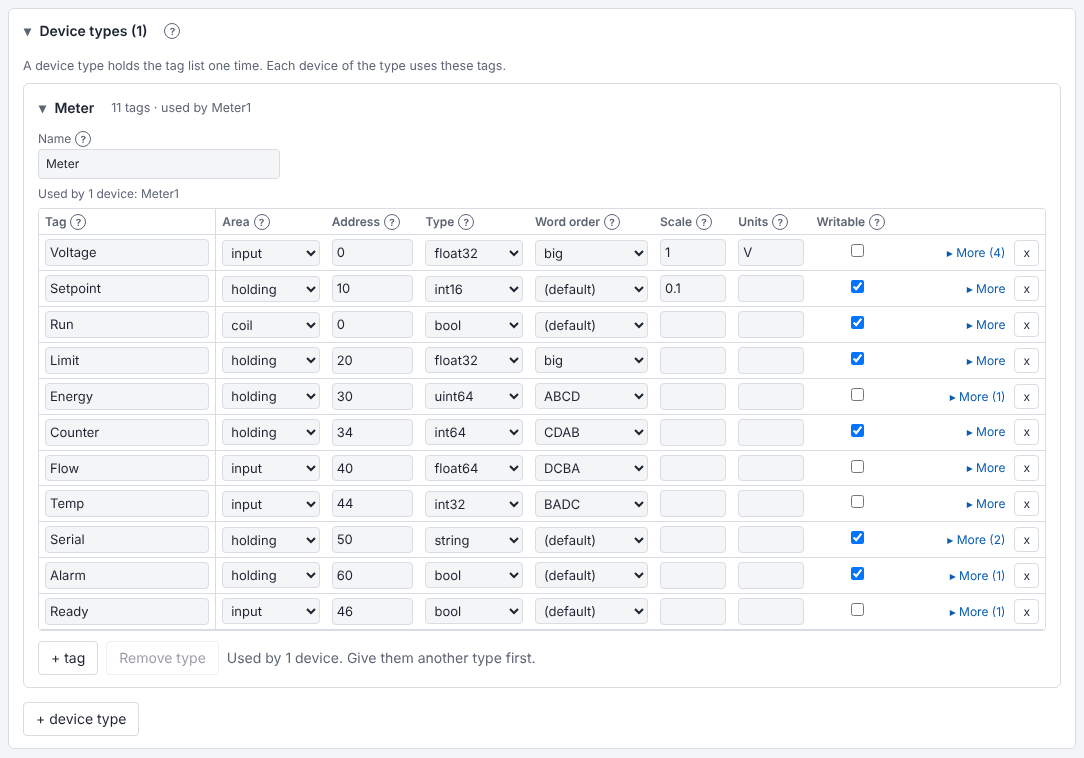 ▼ Device types (1) ?
A device type holds the tag list one time. Each device of the type uses these tags.
▼ Meter 11 tags · used by Meter1
Name ?
Meter
Used by 1 device: Meter1
Tag ? Area ? Address ? Type ? Word order ? Scale ? Units ? Writable ?
Voltage input 0 float32 big 1 V ▸ More (4) x
Setpoint holding 10 int16 (default) 0.1 ▸ More x
Run coil 0 bool (default) ▸ More x
Limit holding 20 float32 big ▸ More x
Energy holding 30 uint64 ABCD ▸ More (1) x
Counter holding 34 int64 CDAB ▸ More x
Flow input 40 float64 DCBA ▸ More x
Temp input 44 int32 BADC ▸ More x
Serial holding 50 string (default) ▸ More (2) x
Alarm holding 60 bool (default) ▸ More (1) x
Ready input 46 bool (default) ▸ More (1) x
+ tag Remove type Used by 1 device. Give them another type first.
+ device type